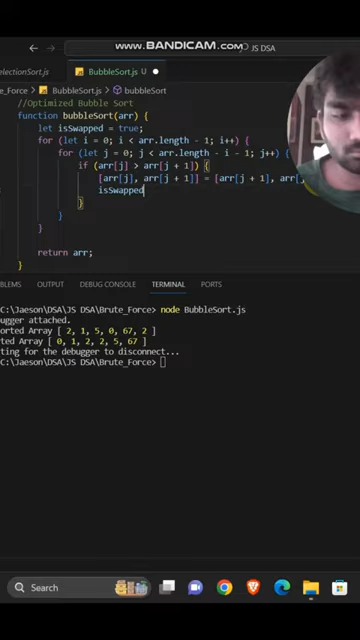 www.BANDICAM.com
electionSort.js
BubbleSort.js U
e_Force > BubbleSort.js > bubbleSort
//Optimized Bubble Sort
function bubbleSort(arr) {
let isSwapped = true;
for (let i = 0; i < arr.length - 1; i++) {
for (let j = 0; j < arr.length - i - 1; j++) {
if (arr[j] > arr[j + 1]) {
[arr[j], arr[j + 1]] = [arr[j + 1], arr[j
isSwapped
}
}
}
return arr;
}
PROBLEMS
OUTPUT
DEBUG CONSOLE
TERMINAL
PORTS
:\Jaeson\DSA\JS DSA\Brute_Force> node BubbleSort.js
ugger attached.
orted Array [ 2, 1, 5, 0, 67, 2 ]
ted Array [ 0, 1, 2, 2, 5, 67 ]
ting for the debugger to disconnect...
:\Jaeson\DSA\JS DSA\Brute_Force>
JS DSA
Search